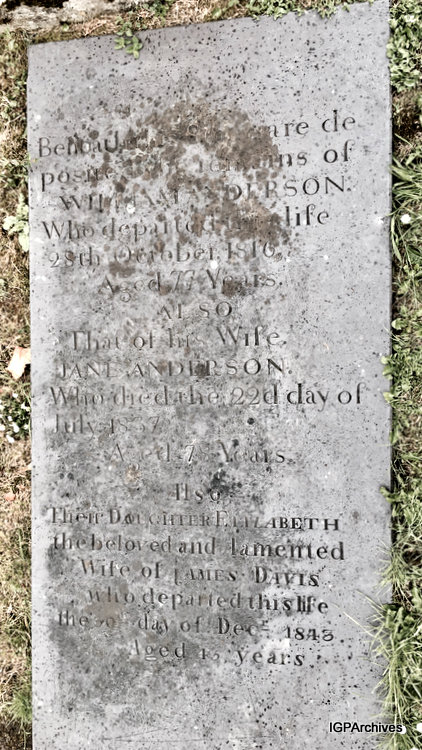 Beneath are de
posited the remains of
WILLIAM ANDERSON.
Who departed this life
28th October 1816.
Aged 77 Years.
ALSO
That of his Wife.
JANE ANDERSON.
Who died the 22d day of
July 1837
Aged 78 Years.
Also
Their DAUGHTER ELIZABETH
the beloved and lamented
Wife of JAMES DAVIS
who departed this life
the day of Decr. 1843.
Aged years
IGPArchives